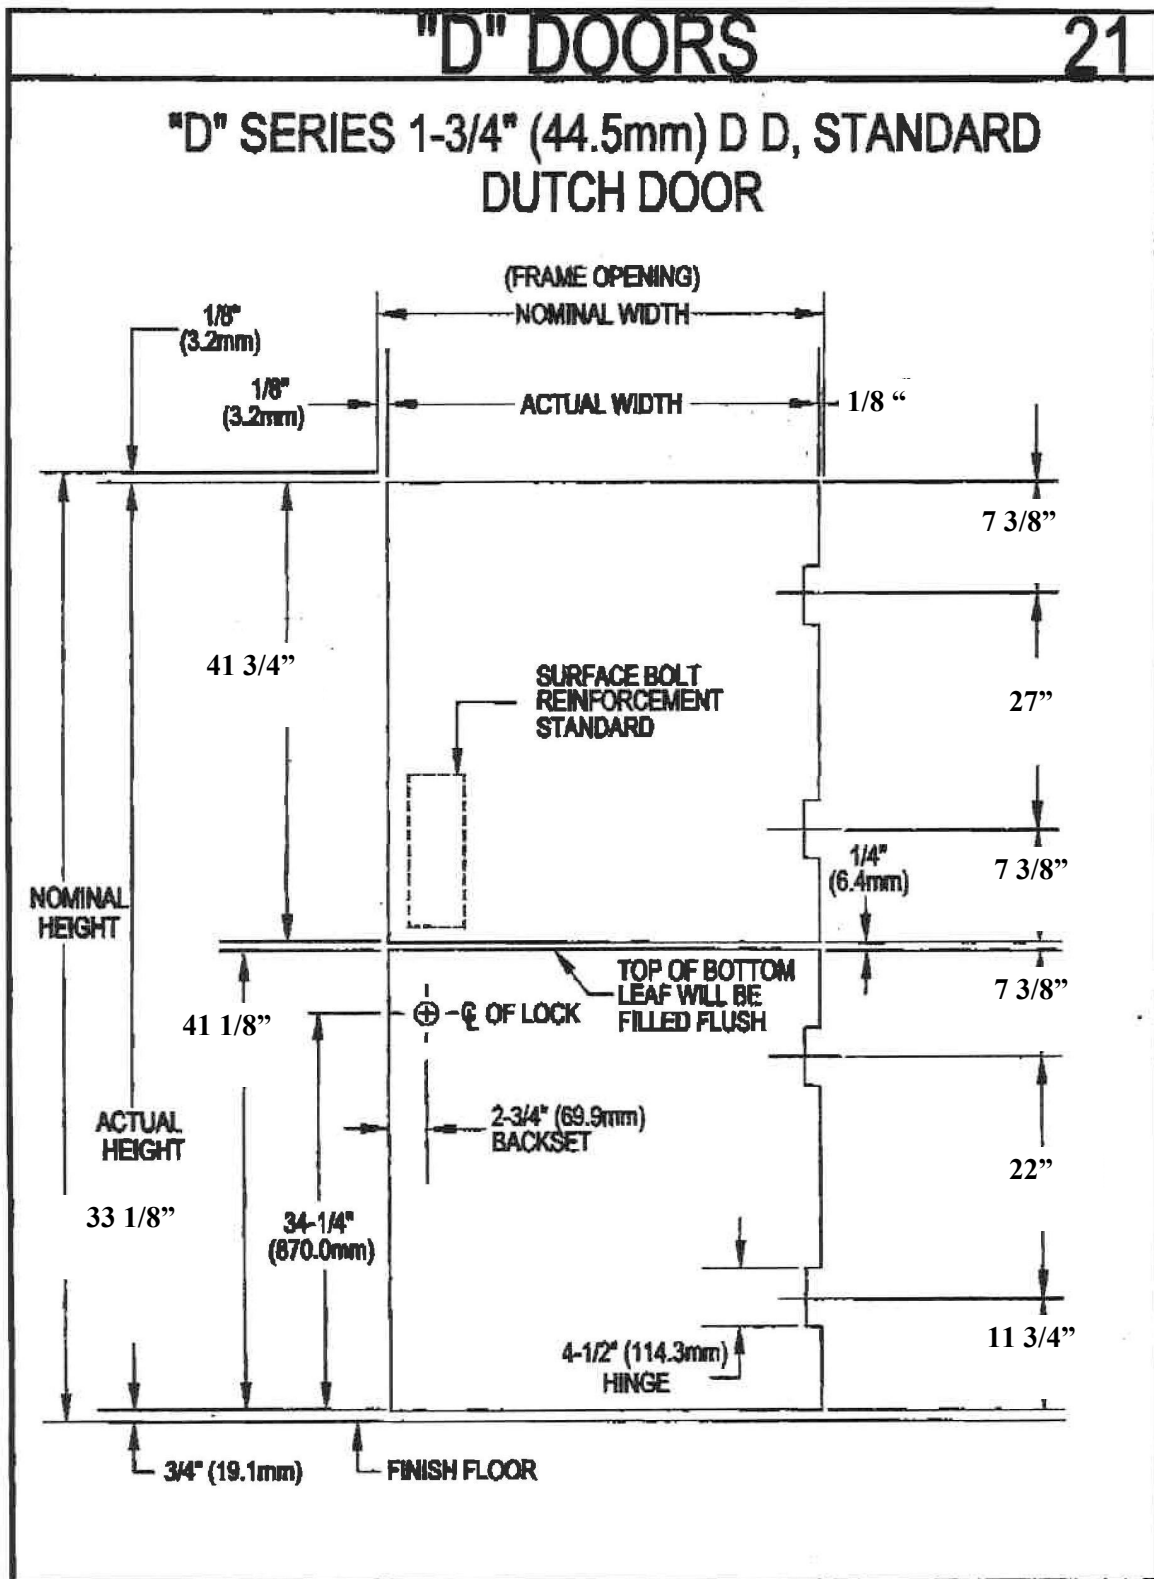 "D" DOORS 21
"D" SERIES 1-3/4" (44.5mm) D D, STANDARD
DUTCH DOOR
(FRAME OPENING)
NOMINAL WIDTH
1/8"
(3.2mm)
1/8"
(3.2mm)
ACTUAL WIDTH
1/8 “
7 3/8”
41 3/4”
SURFACE BOLT
REINFORCEMENT
STANDARD
27”
1/4"
(6.4mm)
7 3/8”
NOMINAL
HEIGHT
TOP OF BOTTOM
LEAF WILL BE
FILLED FLUSH
7 3/8”
41 1/8”
℄ OF LOCK
ACTUAL
HEIGHT
2-3/4" (69.9mm)
BACKSET
22”
33 1/8”
34-1/4"
(870.0mm)
11 3/4”
4-1/2" (114.3mm)
HINGE
3/4" (19.1mm)
FINISH FLOOR